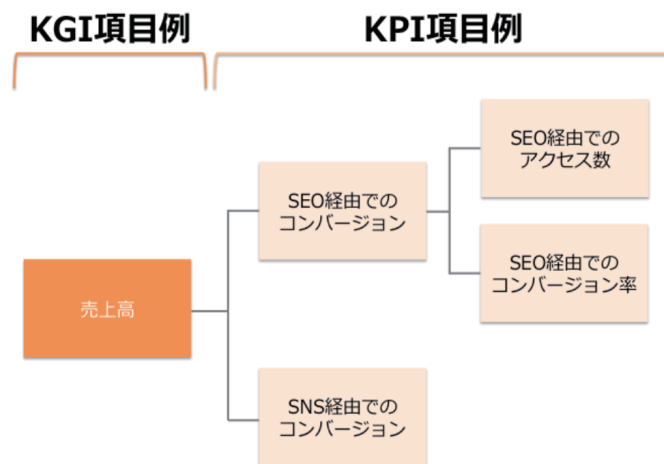 KGI項目例
KPI項目例
SEO経由での
アクセス数
SEO経由での
コンバージョン
SEO経由での
コンバージョン率
売上高
SNS経由での
コンバージョン